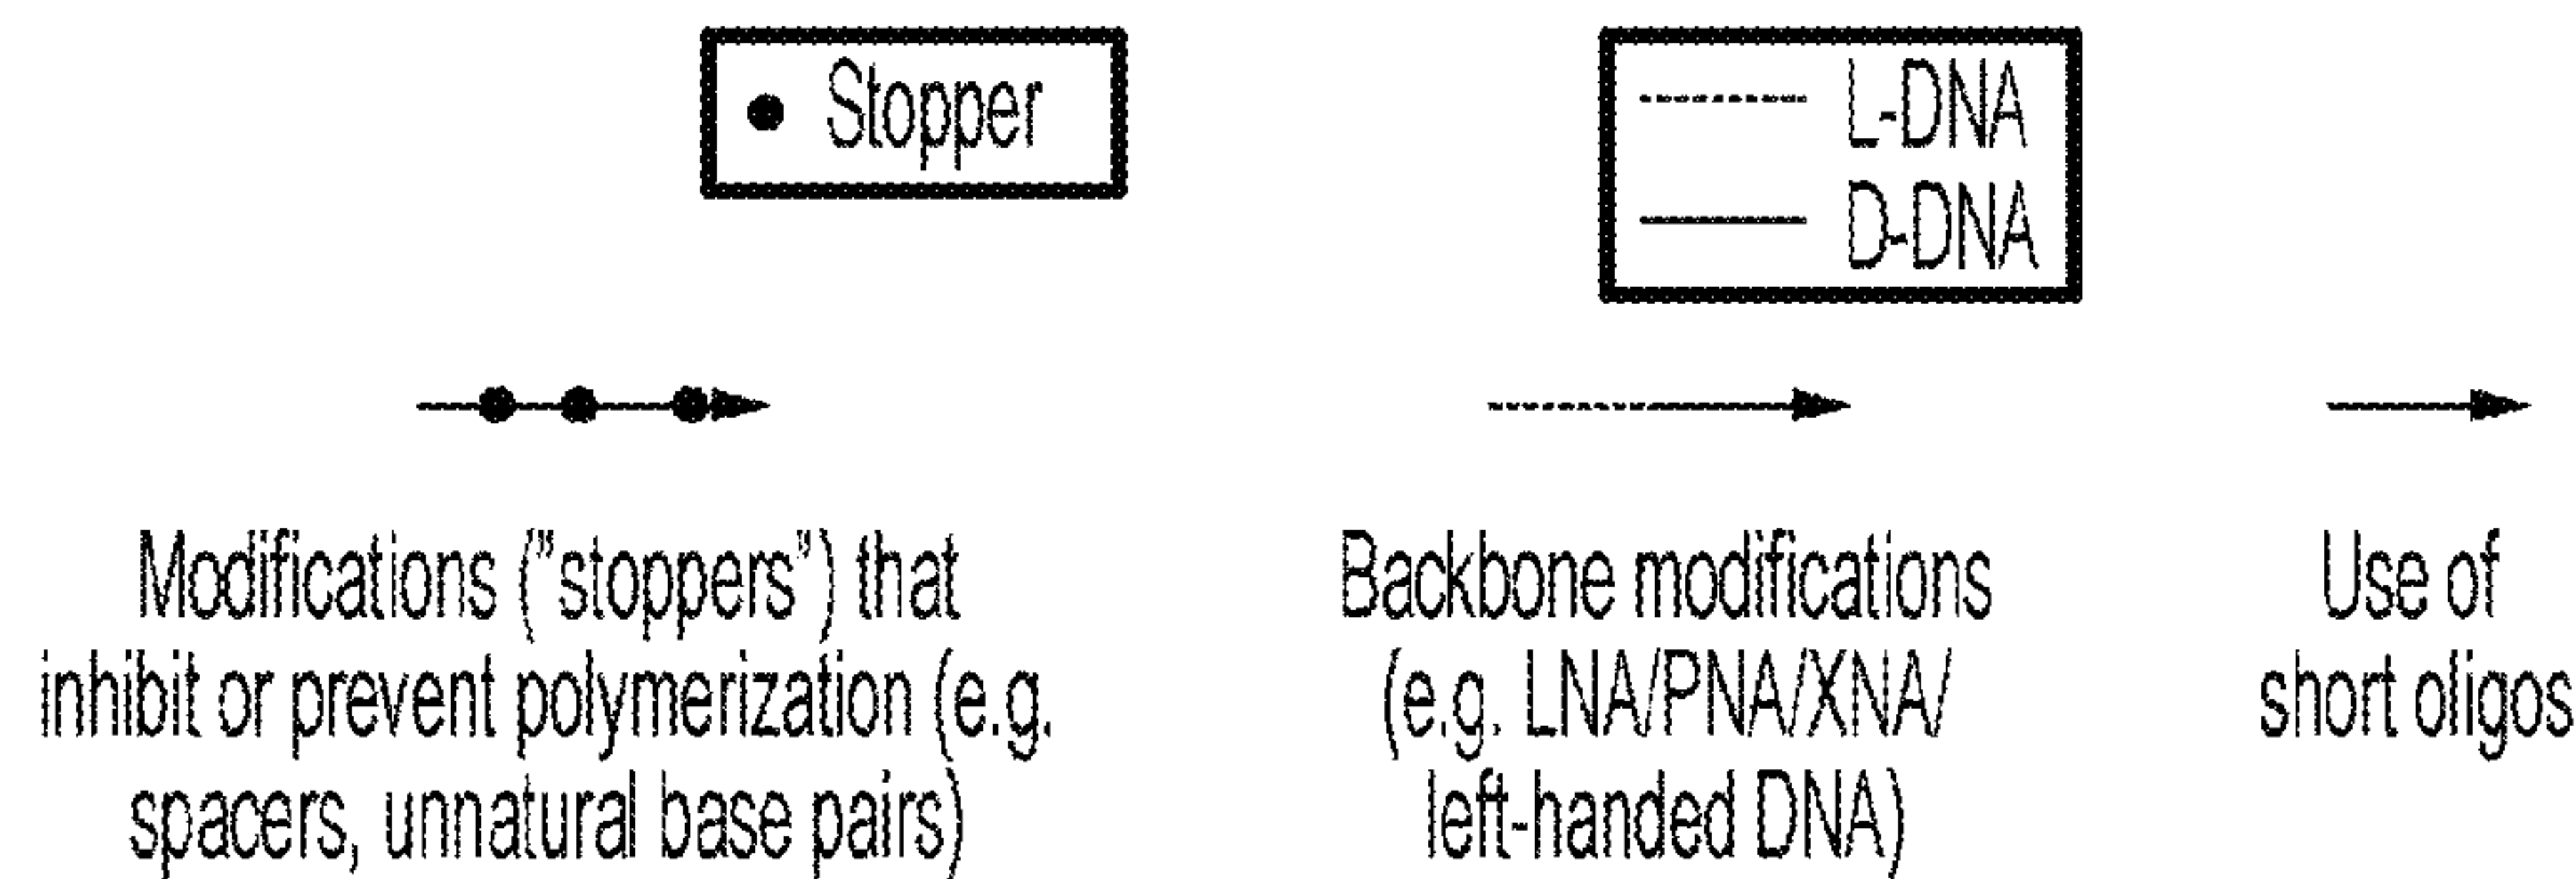 Stopper
L-DNA
D-DNA
Modifications ("stoppers") that
inhibit or prevent polymerization (e.g.
spacers, unnatural base pairs)
Backbone modifications
(e.g. LNA/PNA/XNA/
left-handed DNA)
Use of
short oligos